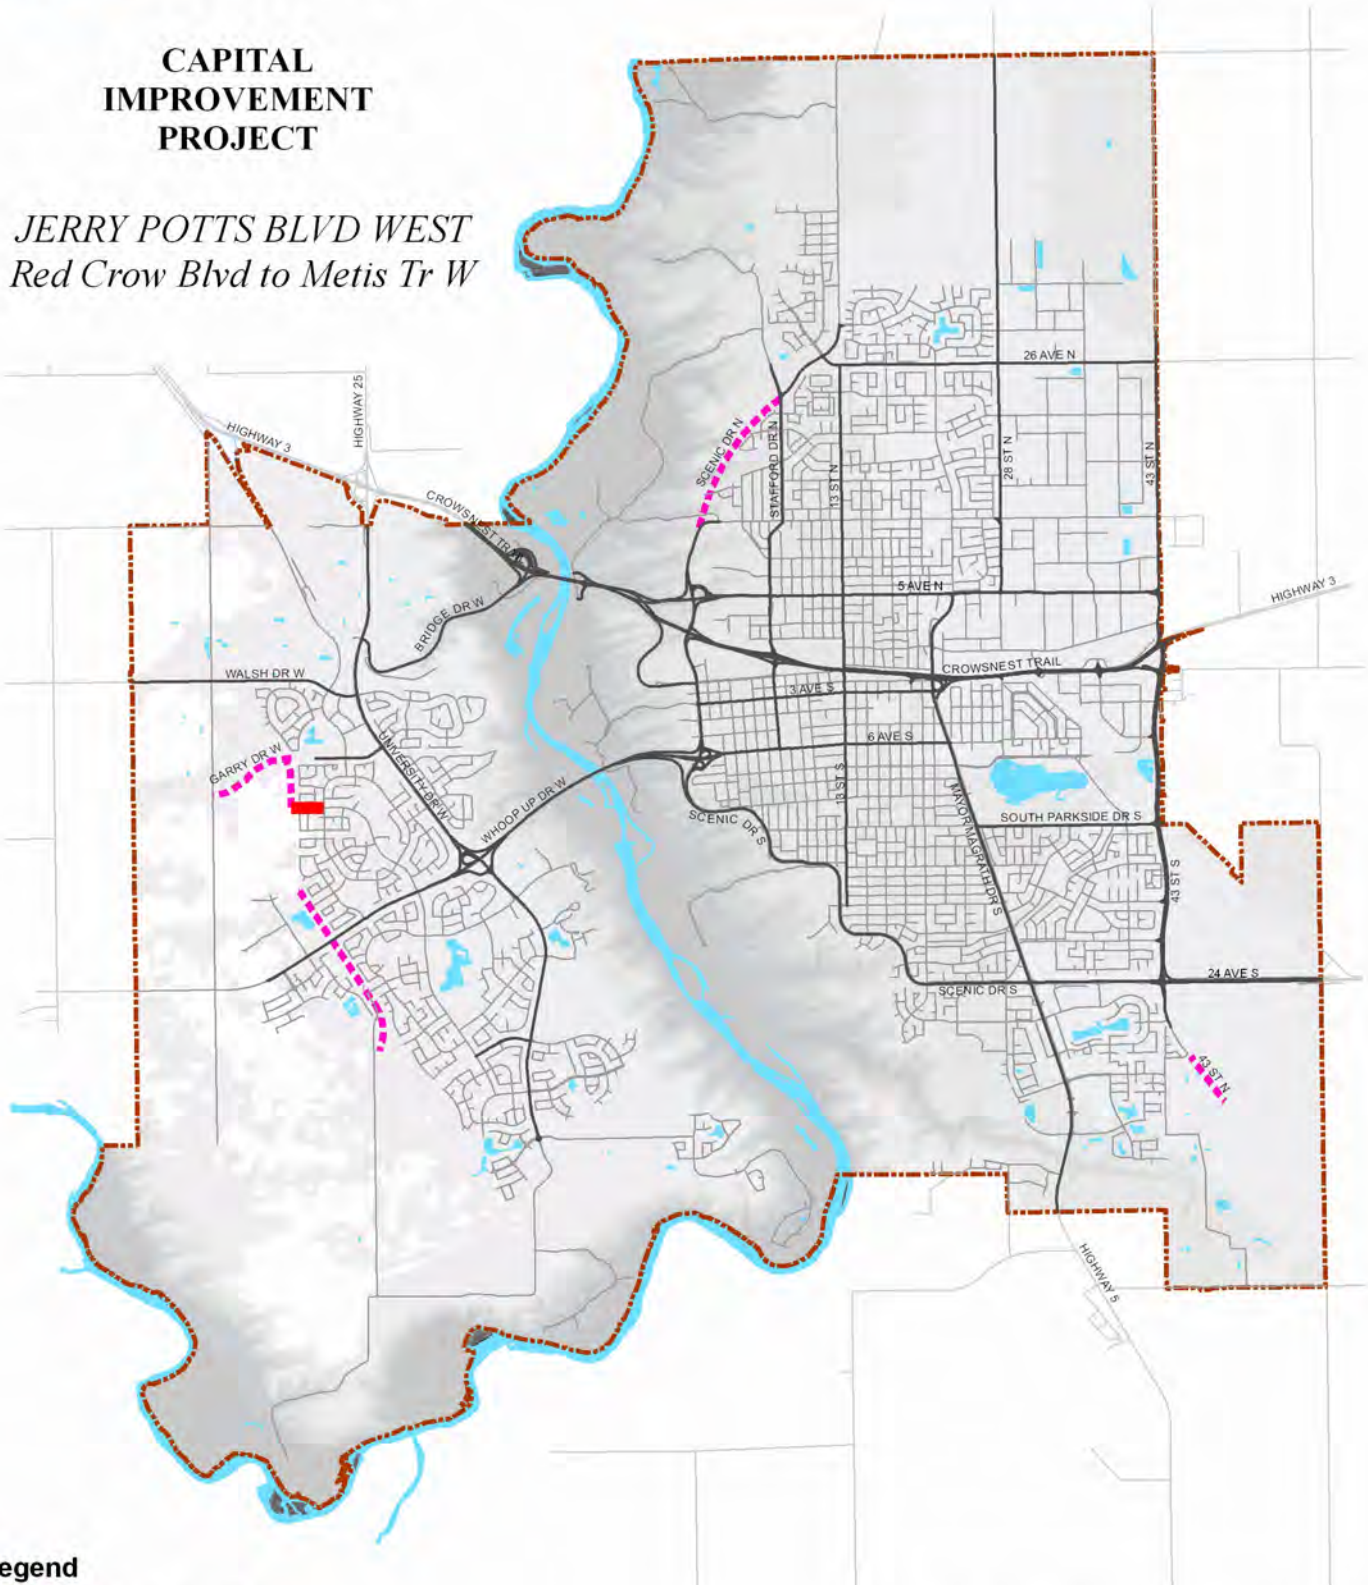 CAPITAL
IMPROVEMENT
PROJECT
JERRY POTTS BLVD WEST
Red Crow Blvd to Metis Tr W
26 AVE N
HIGHWAY 25
HIGHWAY 3
SCENIC DR N
STAFFORD DR N
13 ST N
28 ST N
43 ST N
CROWSNEST TRAIL
5 AVE N
HIGHWAY 3
BRIDGE DR W
WALSH DR W
CROWSNEST TRAIL
3 AVE S
6 AVE S
GARRY DR W
UNIVERSITY DR W
WHOOP UP DR W
SCENIC DR S
13 ST S
MAYOR MAGRATH DR S
SOUTH PARKSIDE DR S
43 ST S
24 AVE S
SCENIC DR S
43 ST N
HIGHWAY 5
egend